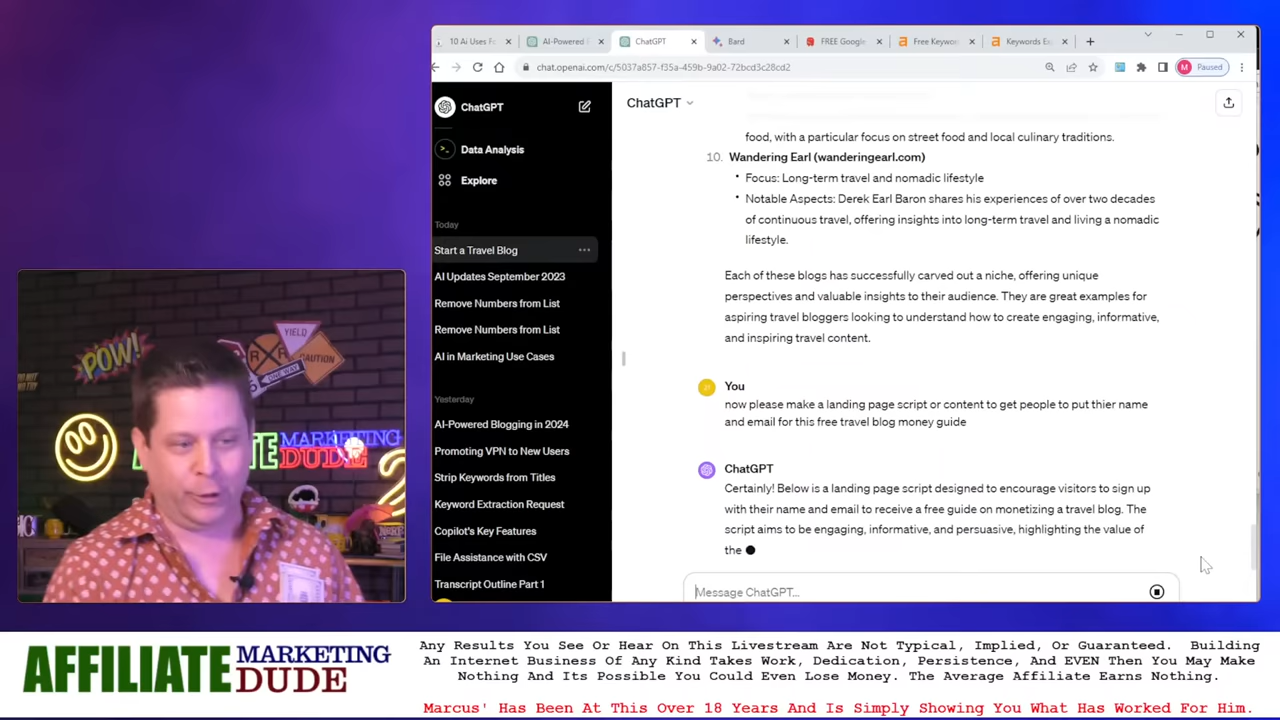 10 Ai Uses Fo
AI-Powered
ChatGPT
Bard
FREE Google
Free Keywo
Keywords Ex
chat.openai.com/c/5037a857-f35a-459b-9a02-72bcd3c28cd2
M Paused
ChatGPT
Data Analysis
Explore
Today
Start a Travel Blog
AI Updates September 2023
Remove Numbers from List
Remove Numbers from List
AI in Marketing Use Cases
Yesterday
AI-Powered Blogging in 2024
Promoting VPN to New Users
Strip Keywords from Titles
Keyword Extraction Request
Copilot's Key Features
File Assistance with CSV
Transcript Outline Part 1
ChatGPT
food, with a particular focus on street food and local culinary traditions.
10. Wandering Earl (wanderingearl.com)
• Focus: Long-term travel and nomadic lifestyle
• Notable Aspects: Derek Earl Baron shares his experiences of over two decades
of continuous travel, offering insights into long-term travel and living a nomadic
lifestyle.
Each of these blogs has successfully carved out a niche, offering unique
perspectives and valuable insights to their audience. They are great examples for
aspiring travel bloggers looking to understand how to create engaging, informative,
and inspiring travel content.
You
now please make a landing page script or content to get people to put thier name
and email for this free travel blog money guide
ChatGPT
Certainly! Below is a landing page script designed to encourage visitors to sign up
with their name and email to receive a free guide on monetizing a travel blog. The
script aims to be engaging, informative, and persuasive, highlighting the value of
the
Message ChatGPT...
POW!
YIELD
CAUTION
ONE WAY
MARKETING
DUDE
AFFILIATE
MARKETING
DUDE
Any Results You See Or Hear On This Livestream Are Not Typical, Implied, Or Guaranteed. Building
An Internet Business Of Any Kind Takes Work, Dedication, Persistence, And EVEN Then You May Make
Nothing And Its Possible You Could Even Lose Money. The Average Affiliate Earns Nothing.
Marcus' Has Been At This Over 18 Years And Is Simply Showing You What Has Worked For Him.